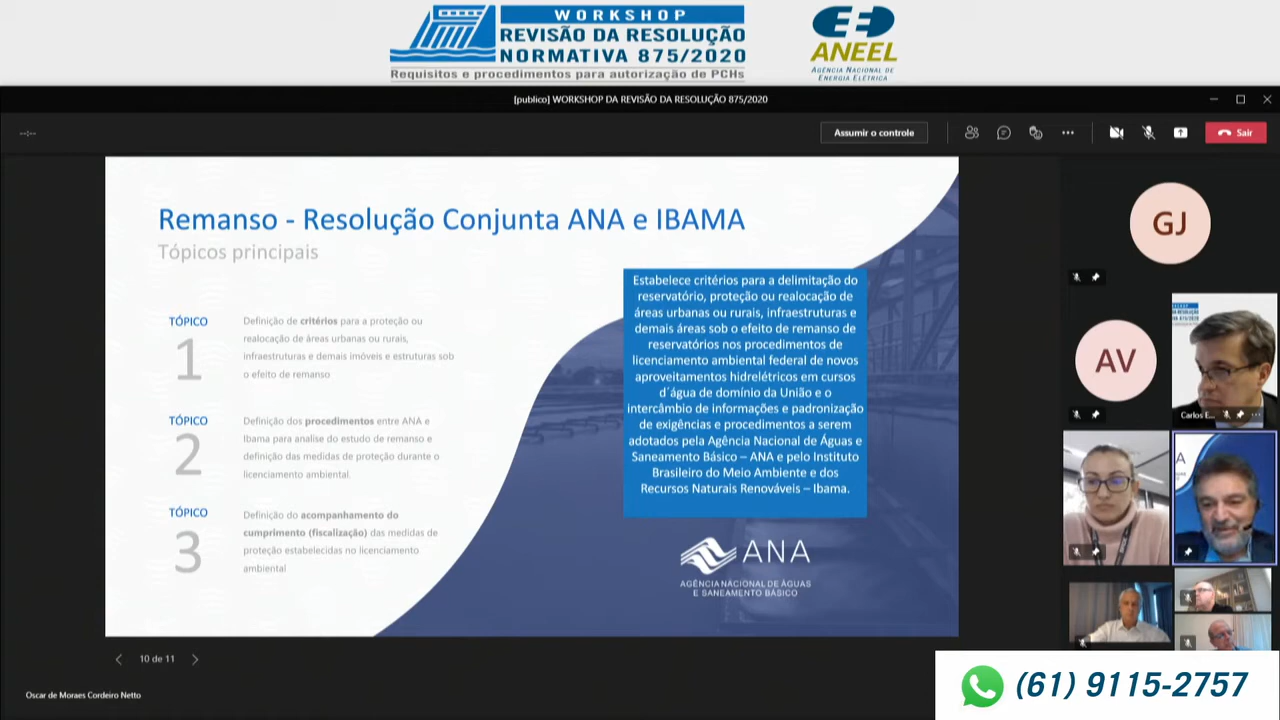 WORKSHOP
REVISÃO DA RESOLUÇÃO
NORMATIVA 875/2020
Requisitos e procedimentos para autorização de PCHs
ANEEL
AGÊNCIA NACIONAL DE
ENERGIA ELÉTRICA
[publico] WORKSHOP DA REVISÃO DA RESOLUÇÃO 875/2020
--:--
Assumir o controle
Sair
Remanso - Resolução Conjunta ANA e IBAMA
Tópicos principais
TÓPICO
1
Definição de critérios para a proteção ou
realocação de áreas urbanas ou rurais,
infraestruturas e demais imóveis e estruturas sob
o efeito de remanso
TÓPICO
2
Definição dos procedimentos entre ANA e
Ibama para analise do estudo de remanso e
definição das medidas de proteção durante o
licenciamento ambiental.
TÓPICO
3
Definição do acompanhamento do
cumprimento (fiscalização) das medidas de
proteção estabelecidas no licenciamento
ambiental
Estabelece critérios para a delimitação do
reservatório, proteção ou realocação de
áreas urbanas ou rurais, infraestruturas e
demais áreas sob o efeito de remanso de
reservatórios nos procedimentos de
licenciamento ambiental federal de novos
aproveitamentos hidrelétricos em cursos
d´água de domínio da União e o
intercâmbio de informações e padronização
de exigências e procedimentos a serem
adotados pela Agência Nacional de Águas e
Saneamento Básico – ANA e pelo Instituto
Brasileiro do Meio Ambiente e dos
Recursos Naturais Renováveis – Ibama.
ANA
AGÊNCIA NACIONAL DE ÁGUAS
E SANEAMENTO BÁSICO
GJ
AV
Carlos E...
10 de 11
Oscar de Moraes Cordeiro Netto
(61) 9115-2757